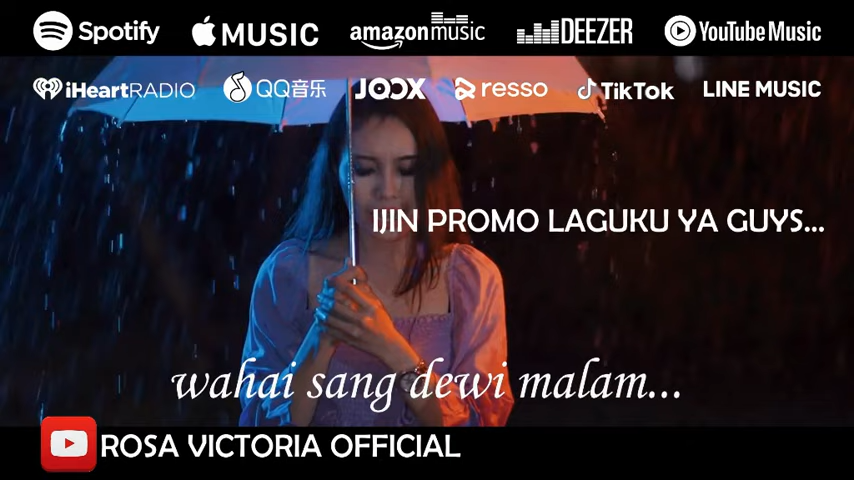 Spotify MUSIC amazon music DEEZER YouTube Music
iHeartRADIO QQ音乐 JOOX resso TikTok LINE MUSIC
IJIN PROMO LAGUKU YA GUYS...
wahai sang dewi malam...
ROSA VICTORIA OFFICIAL